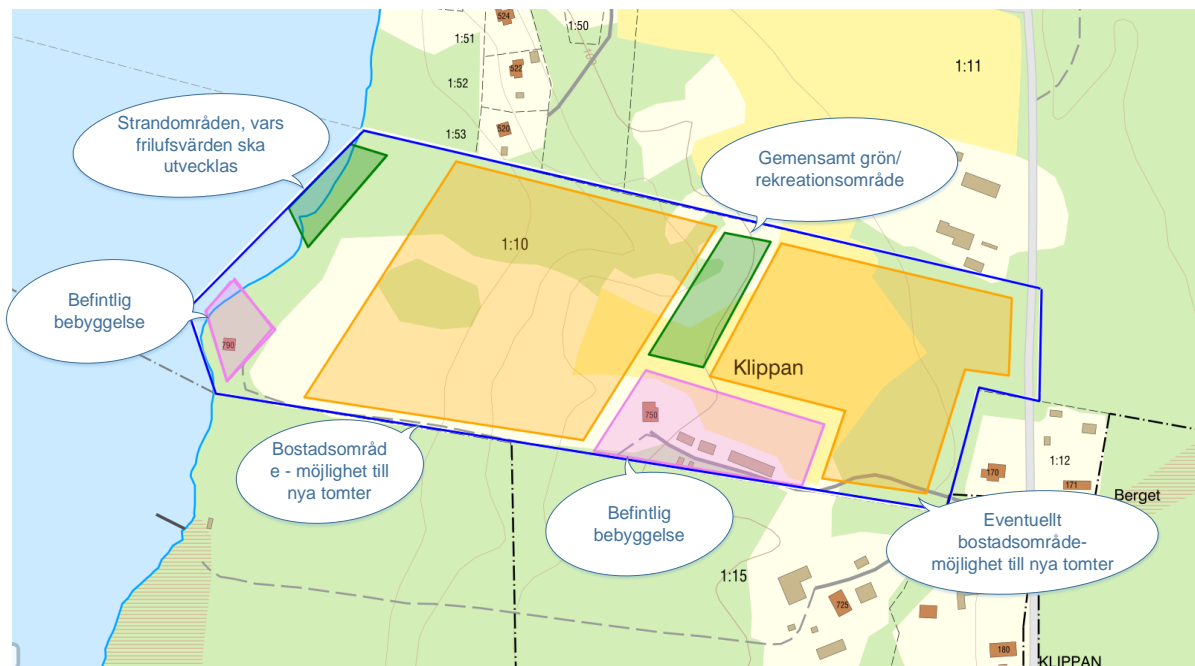 524
1:50
1:51
522
1:52
1:11
520
1:53
Strandområden, vars
frilufsvärden ska
utvecklas
Gemensamt grön/
rekreationsområde
1:10
Befintlig
bebyggelse
790
Klippan
750
Bostadsområd
e - möjlighet till
nya tomter
Befintlig
bebyggelse
1:12
170
171
Berget
Eventuellt
bostadsområde-
möjlighet till nya tomter
1:15
725
180
KLIPPAN